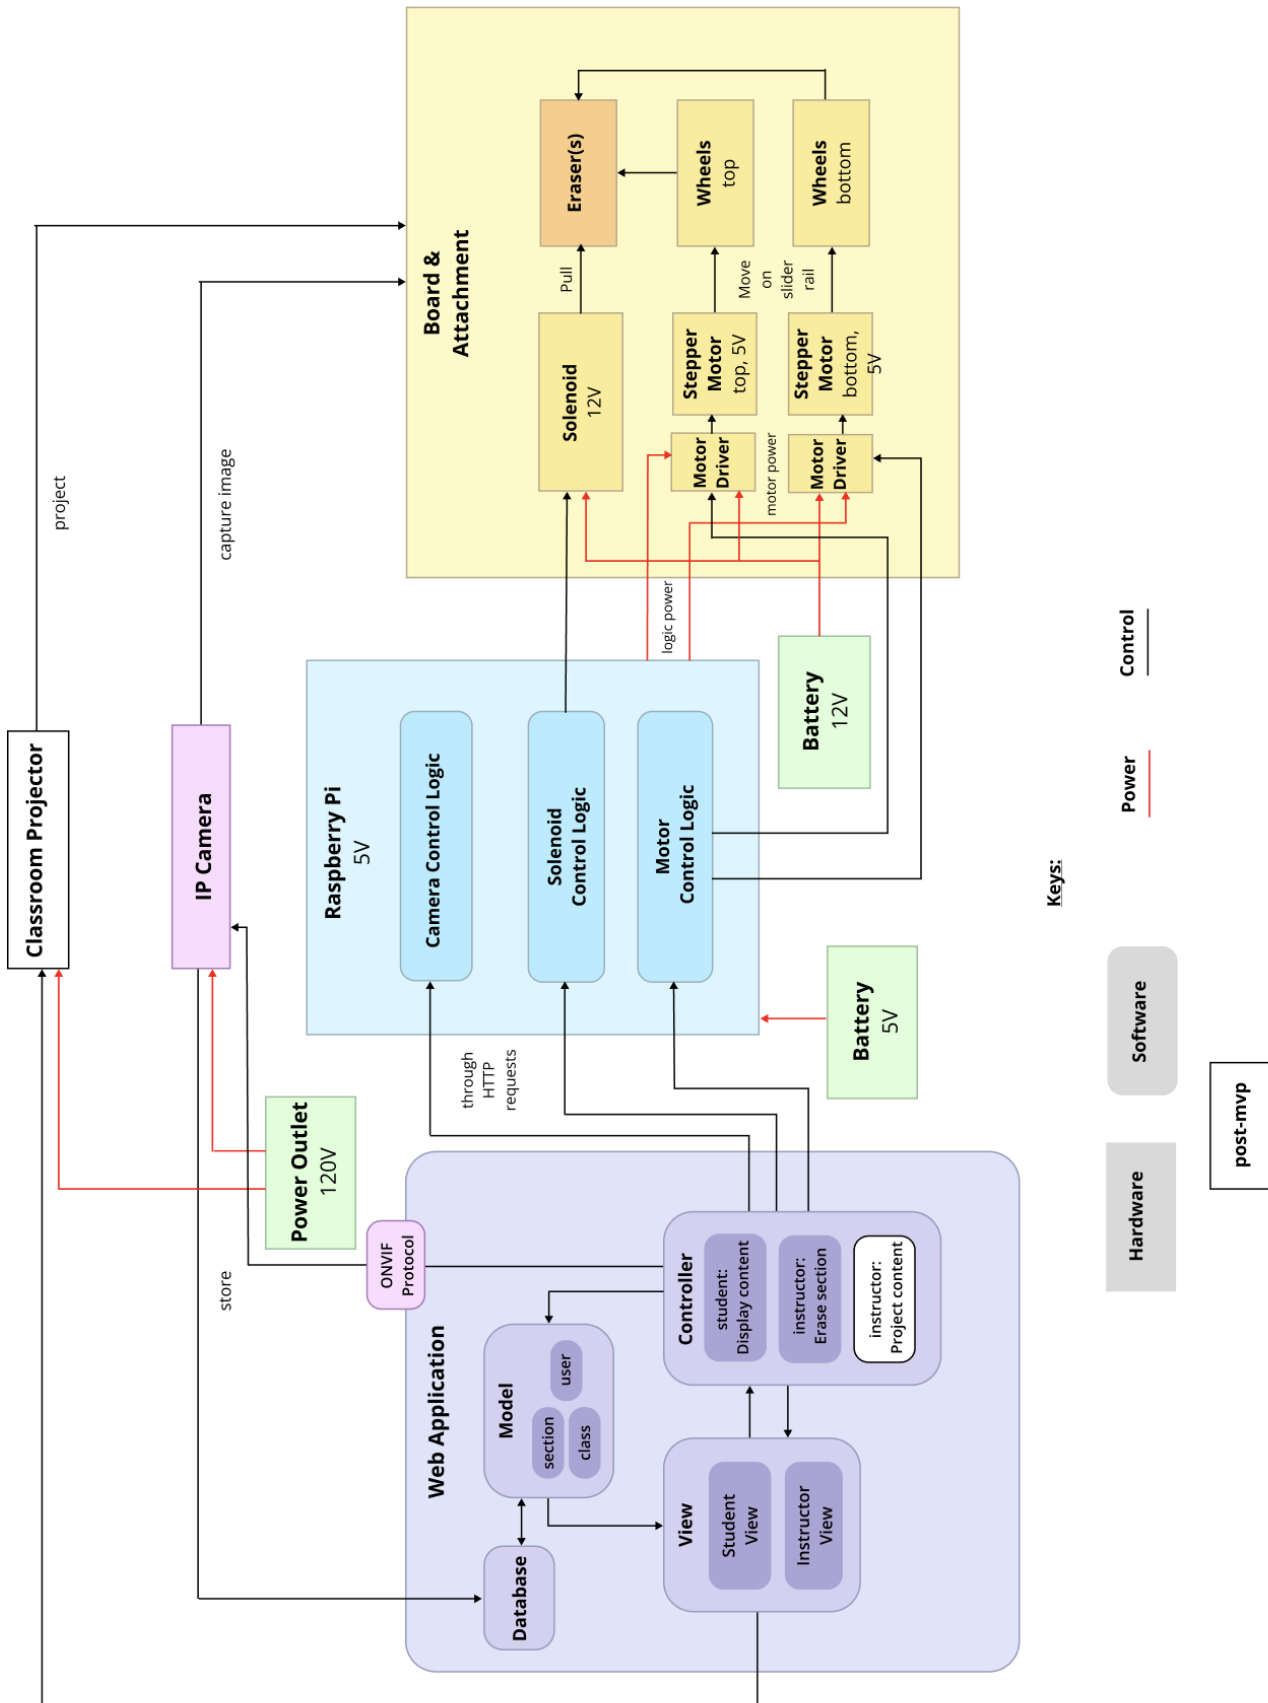 Classroom Projector
project
IP Camera
capture image
store
Power Outlet
120V
ONVIF
Protocol
Web Application
Database
Model
section
class
user
View
Student
View
Instructor
View
Controller
student:
Display content
instructor:
Erase section
instructor:
Project content
through
HTTP
requests
Raspberry Pi
5V
Camera Control Logic
Solenoid
Control Logic
Motor
Control Logic
Battery
5V
Battery
12V
logic power
Board &
Attachment
Solenoid
12V
Pull
Eraser(s)
Motor
Driver
motor power
Motor
Driver
Stepper
Motor
top, 5V
Stepper
Motor
bottom,
5V
Move
on
slider
rail
Wheels
top
Wheels
bottom
Keys:
Hardware
Software
Power
Control
post-mvp